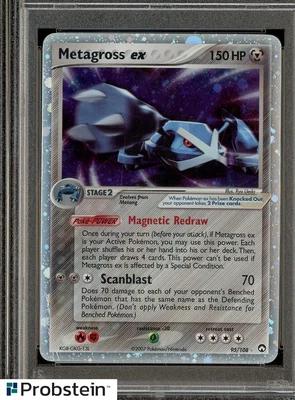 Metagross ex 150 HP
Illus. Ryo Ueda
STAGE 2
Evolves from
Metang
When Pokémon-ex has been Knocked Out,
your opponent takes 2 Prize cards.
POKé-POWER Magnetic Redraw
Once during your turn (before your attack), if Metagross ex
is your Active Pokémon, you may use this power. Each
player shuffles his or her hand into his or her deck. Then,
each player draws 4 cards. This power can't be used if
Metagross ex is affected by a Special Condition.
Scanblast 70
Does 70 damage to each of your opponent's Benched
Pokémon that has the same name as the Defending
Pokémon. (Don't apply Weakness and Resistance for
Benched Pokémon.)
weakness resistance -30 retreat cost
©2007 Pokémon/Nintendo
95/108
Probstein™